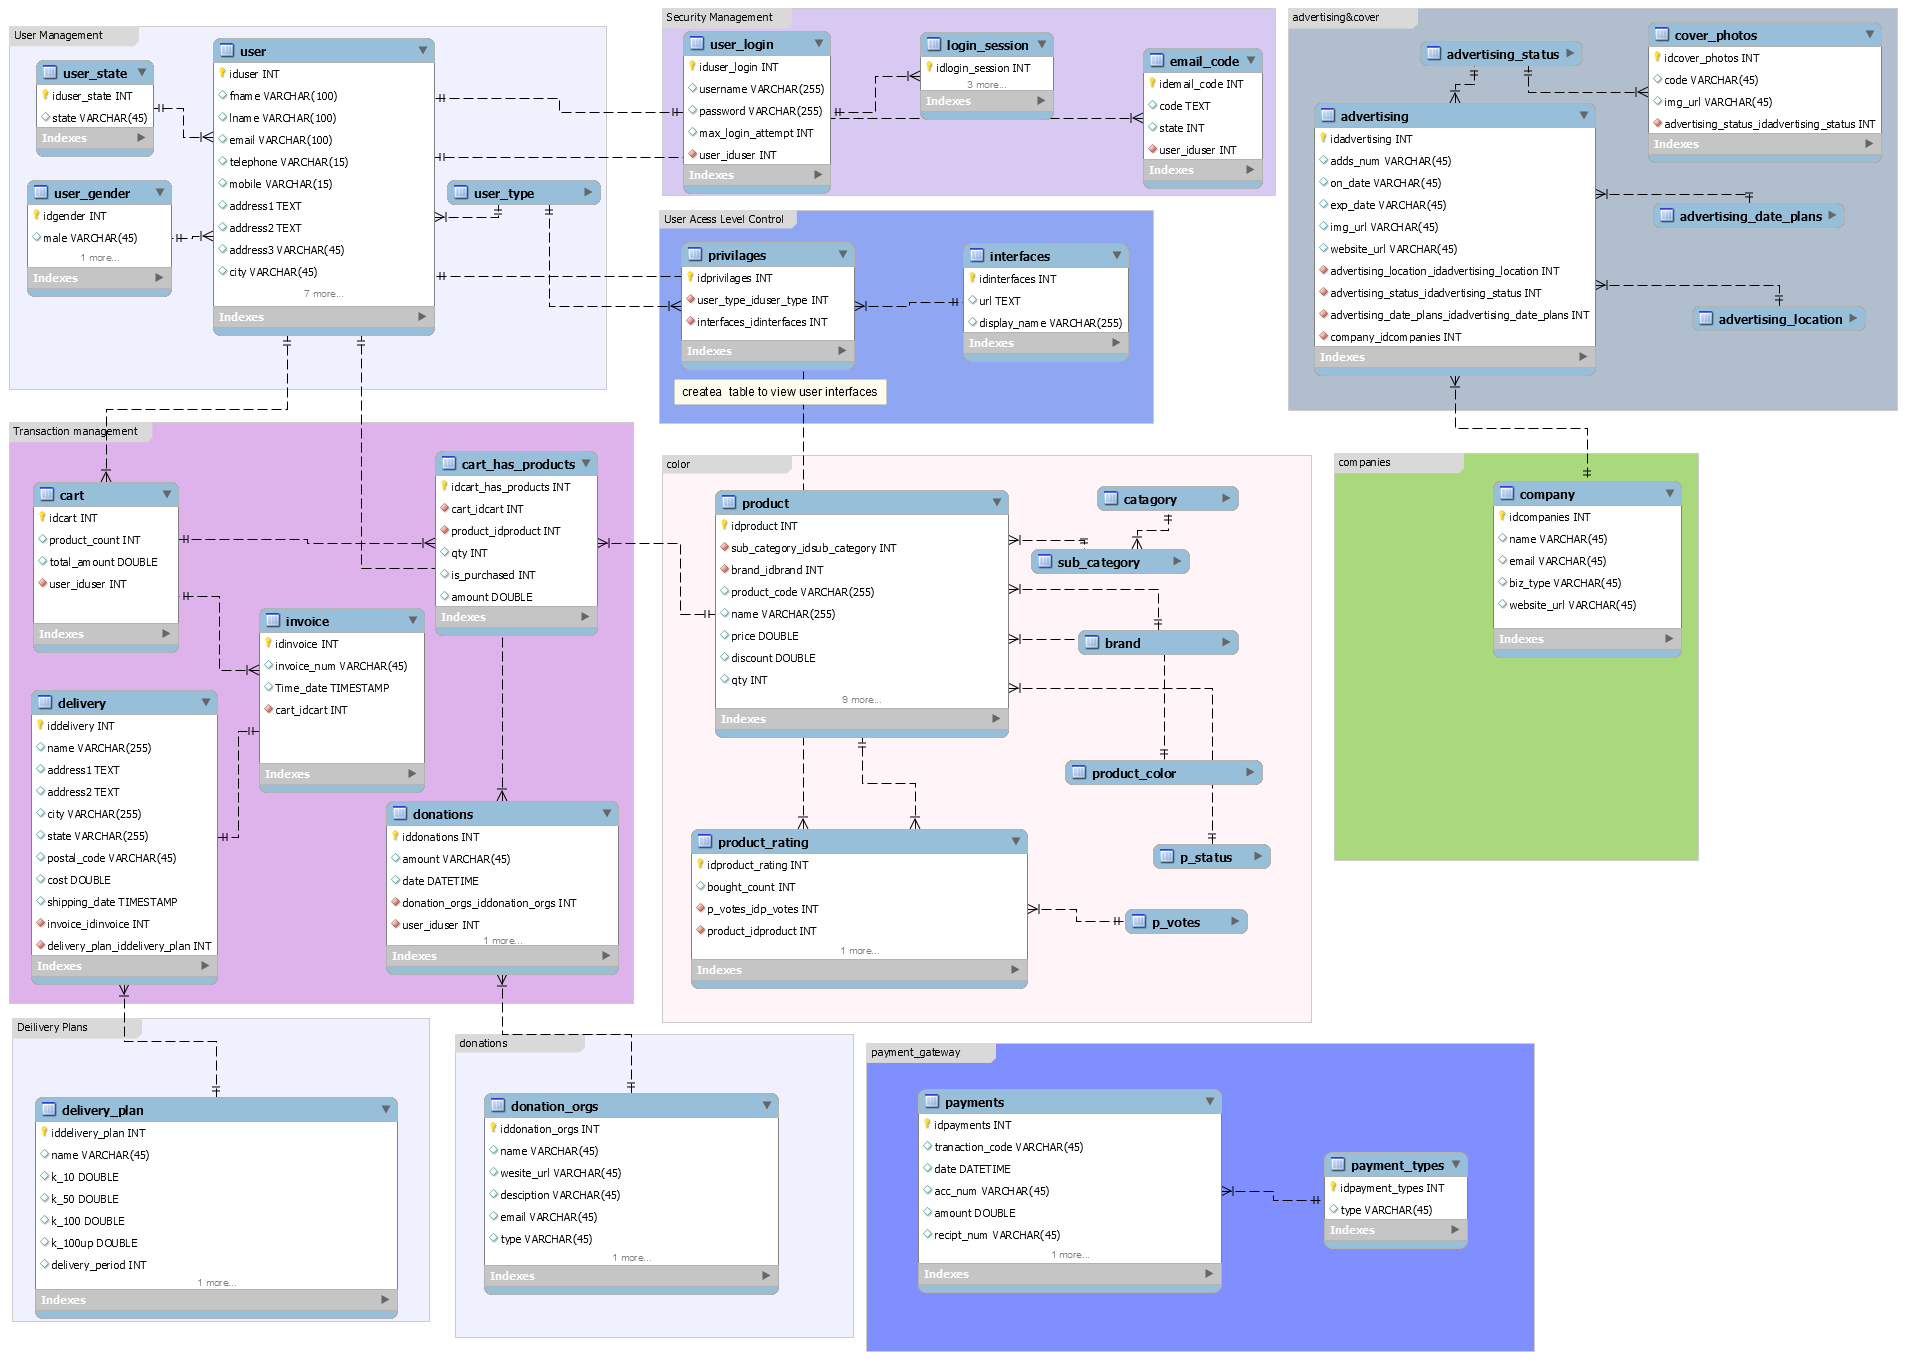 User Management
user_state
iduser_state INT
state VARCHAR(45)
Indexes
user_gender
idgender INT
male VARCHAR(45)
1 more...
Indexes
user
iduser INT
fname VARCHAR(100)
lname VARCHAR(100)
email VARCHAR(100)
telephone VARCHAR(15)
mobile VARCHAR(15)
address1 TEXT
address2 TEXT
address3 VARCHAR(45)
city VARCHAR(45)
7 more...
Indexes
user_type
Security Management
user_login
iduser_login INT
username VARCHAR(255)
password VARCHAR(255)
max_login_attempt INT
user_iduser INT
Indexes
login_session
idlogin_session INT
3 more...
Indexes
email_code
idemail_code INT
code TEXT
state INT
user_iduser INT
Indexes
User Acess Level Control
privilages
idprivilages INT
user_type_iduser_type INT
interfaces_idinterfaces INT
Indexes
interfaces
idinterfaces INT
url TEXT
display_name VARCHAR(255)
Indexes
createa  table to view user interfaces
advertising&cover
advertising_status
cover_photos
idcover_photos INT
code VARCHAR(45)
img_url VARCHAR(45)
advertising_status_idadvertising_status INT
Indexes
advertising
idadvertising INT
adds_num VARCHAR(45)
on_date VARCHAR(45)
exp_date VARCHAR(45)
img_url VARCHAR(45)
website_url VARCHAR(45)
advertising_location_idadvertising_location INT
advertising_status_idadvertising_status INT
advertising_date_plans_idadvertising_date_plans INT
company_idcompanies INT
Indexes
advertising_date_plans
advertising_location
Transaction management
cart
idcart INT
product_count INT
total_amount DOUBLE
user_iduser INT
Indexes
cart_has_products
idcart_has_products INT
cart_idcart INT
product_idproduct INT
qty INT
is_purchased INT
amount DOUBLE
Indexes
invoice
idinvoice INT
invoice_num VARCHAR(45)
Time_date TIMESTAMP
cart_idcart INT
Indexes
delivery
iddelivery INT
name VARCHAR(255)
address1 TEXT
address2 TEXT
city VARCHAR(255)
state VARCHAR(255)
postal_code VARCHAR(45)
cost DOUBLE
shipping_date TIMESTAMP
invoice_idinvoice INT
delivery_plan_iddelivery_plan INT
Indexes
donations
iddonations INT
amount VARCHAR(45)
date DATETIME
donation_orgs_iddonation_orgs INT
user_iduser INT
1 more...
Indexes
color
product
idproduct INT
sub_category_idsub_category INT
brand_idbrand INT
product_code VARCHAR(255)
name VARCHAR(255)
price DOUBLE
discount DOUBLE
qty INT
9 more...
Indexes
catagory
sub_category
brand
product_color
p_status
product_rating
idproduct_rating INT
bought_count INT
p_votes_idp_votes INT
product_idproduct INT
1 more...
Indexes
p_votes
companies
company
idcompanies INT
name VARCHAR(45)
email VARCHAR(45)
biz_type VARCHAR(45)
website_url VARCHAR(45)
Indexes
Deilivery Plans
delivery_plan
iddelivery_plan INT
name VARCHAR(45)
k_10 DOUBLE
k_50 DOUBLE
k_100 DOUBLE
k_100up DOUBLE
delivery_period INT
1 more...
Indexes
donations
donation_orgs
iddonation_orgs INT
name VARCHAR(45)
wesite_url VARCHAR(45)
desciption VARCHAR(45)
email VARCHAR(45)
type VARCHAR(45)
1 more...
Indexes
payment_gateway
payments
idpayments INT
tranaction_code VARCHAR(45)
date DATETIME
acc_num VARCHAR(45)
amount DOUBLE
recipt_num VARCHAR(45)
1 more...
Indexes
payment_types
idpayment_types INT
type VARCHAR(45)
Indexes